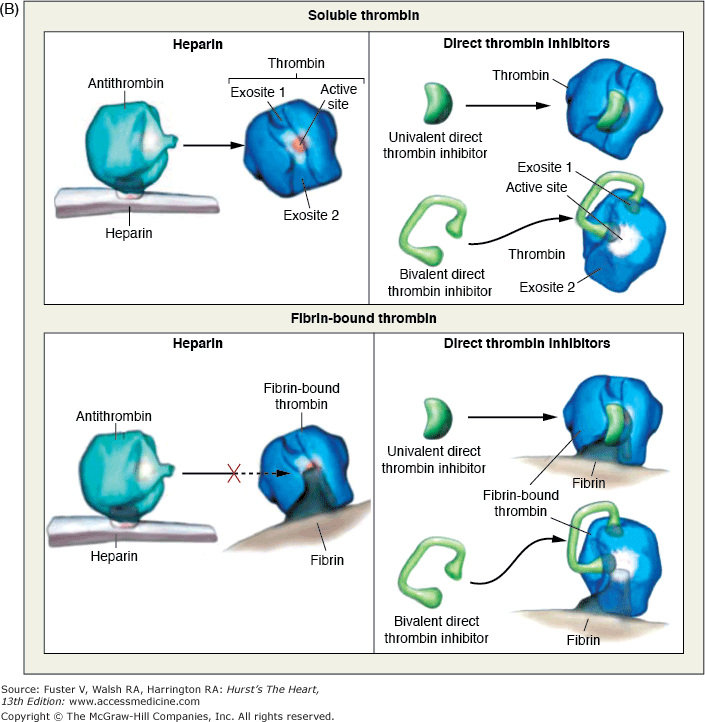 (B)
Soluble thrombin
Heparin
Antithrombin
Thrombin
Exosite 1
Active
site
Exosite 2
Heparin
Direct thrombin inhibitors
Thrombin
Univalent direct
thrombin inhibitor
Exosite 1
Active site
Thrombin
Bivalent direct
thrombin inhibitor
Exosite 2
Fibrin-bound thrombin
Heparin
Antithrombin
Fibrin-bound
thrombin
Heparin
Fibrin
Direct thrombin inhibitors
Univalent direct
thrombin inhibitor
Fibrin
Fibrin-bound
thrombin
Bivalent direct
thrombin inhibitor
Fibrin
Source: Fuster V, Walsh RA, Harrington RA: Hurst's The Heart,
13th Edition: www.accessmedicine.com
Copyright © The McGraw-Hill Companies, Inc. All rights reserved.